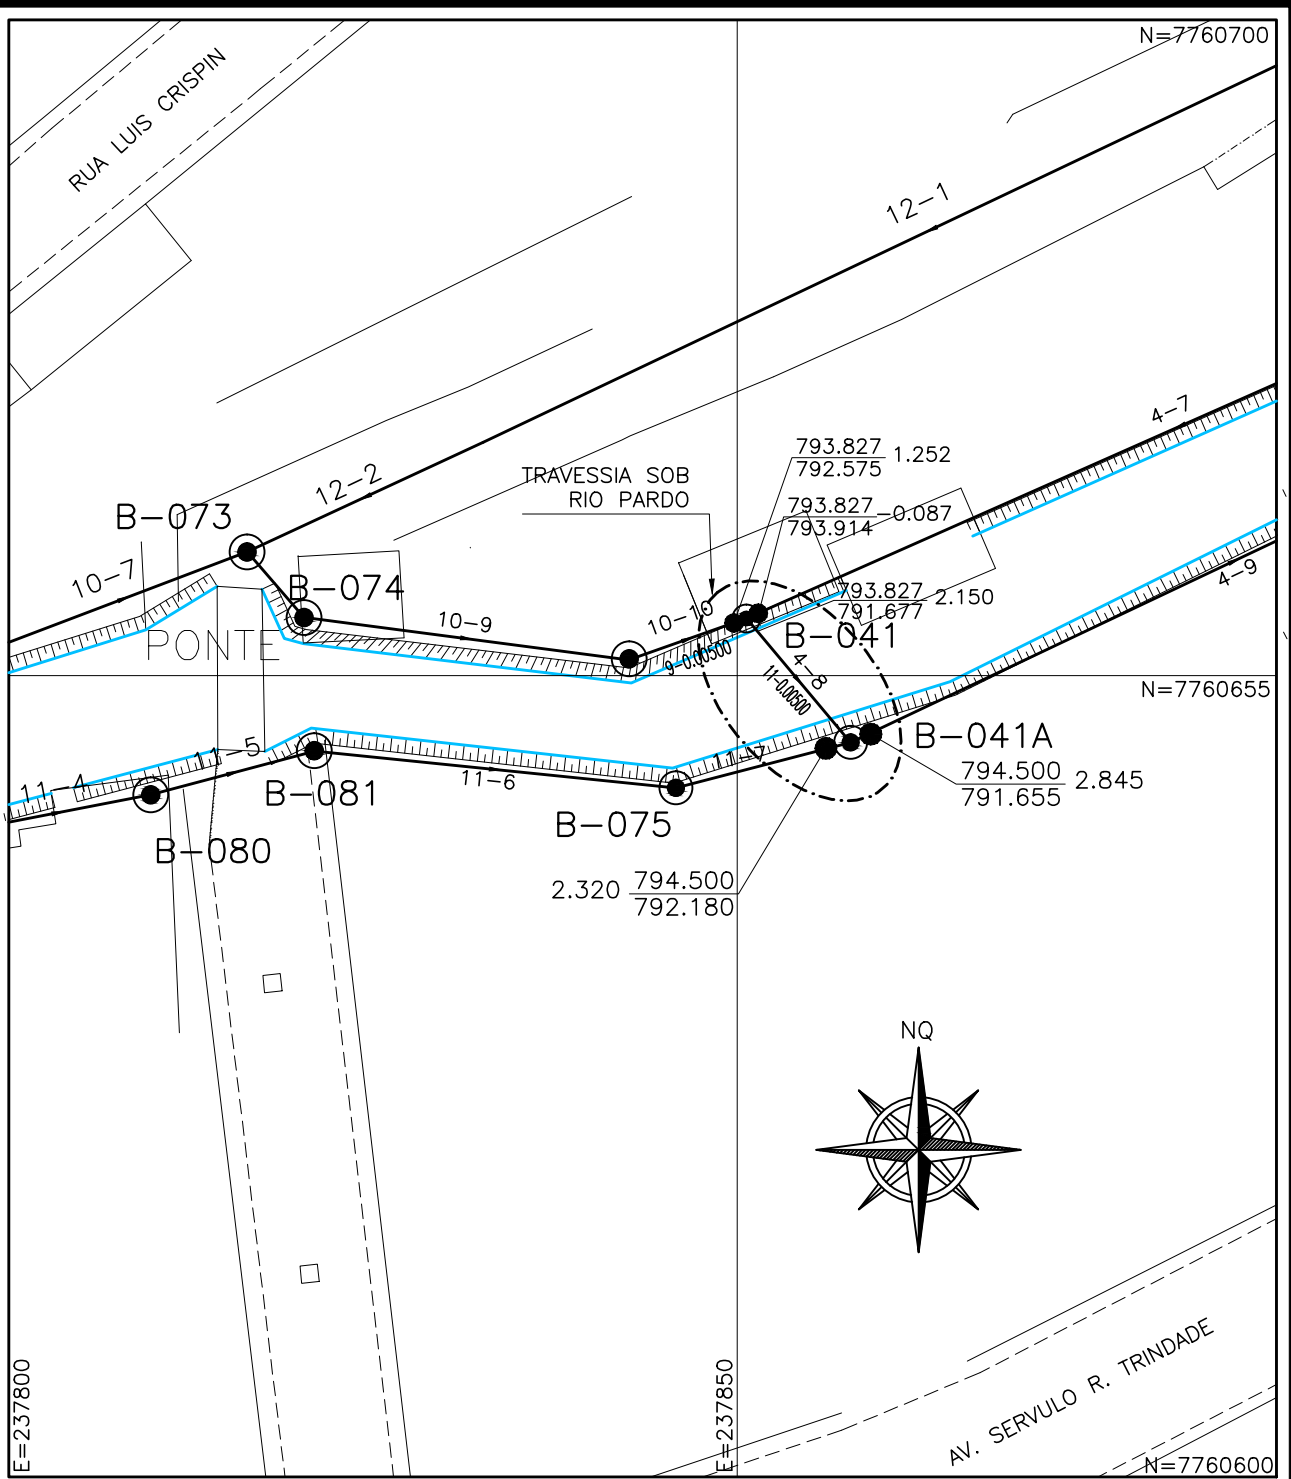 N=7760700
RUA LUIS CRISPIN
12-1
4-7
793.827
792.575
1.252
TRAVESSIA SOB
RIO PARDO
12-2
793.827
793.914
-0.087
B-073
10-7
B-074
793.827
791.677
2.150
10-9
10-10
B-041
4-9
PONTE
9-0.00500
4-8
11-0.00500
N=7760655
B-041A
11-5
11-7
794.500
791.655
2.845
11-4
B-081
11-6
B-075
B-080
2.320
794.500
792.180
NQ
E=237800
E=237850
AV. SERVULO R. TRINDADE
N=7760600